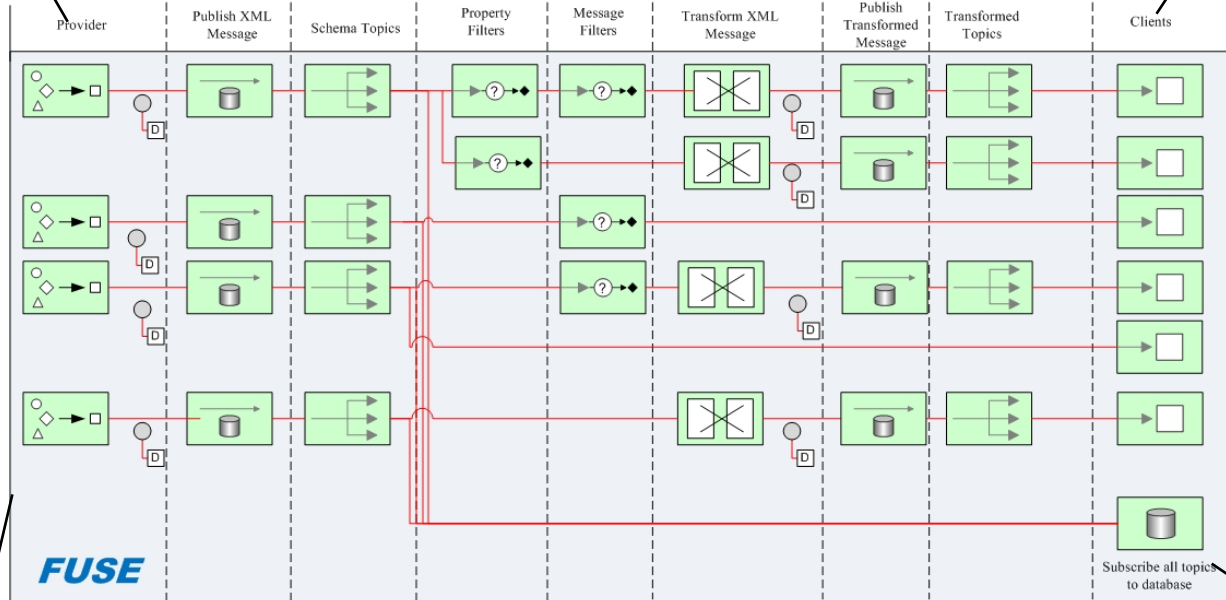 Provider
Publish XML
Message
Schema Topics
Property
Filters
Message
Filters
Transform XML
Message
Publish
Transformed
Message
Transformed
Topics
Clients
? ?
D D
? D
D
?
D
?
D D
D D
FUSE
Subscribe all topics
to database